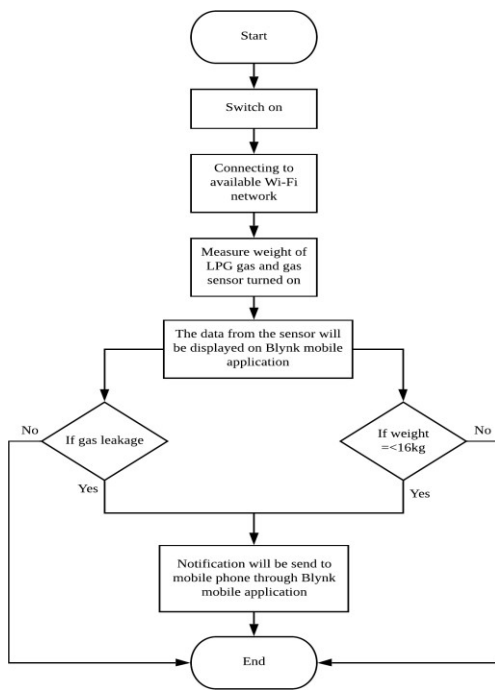 Start
Switch on
Connecting to
available Wi-Fi
network
Measure weight of
LPG gas and gas
sensor turned on
The data from the sensor will
be displayed on Blynk mobile
application
No
If gas leakage
Yes
If weight
=<16kg
No
Yes
Notification will be send to
mobile phone through Blynk
mobile application
End